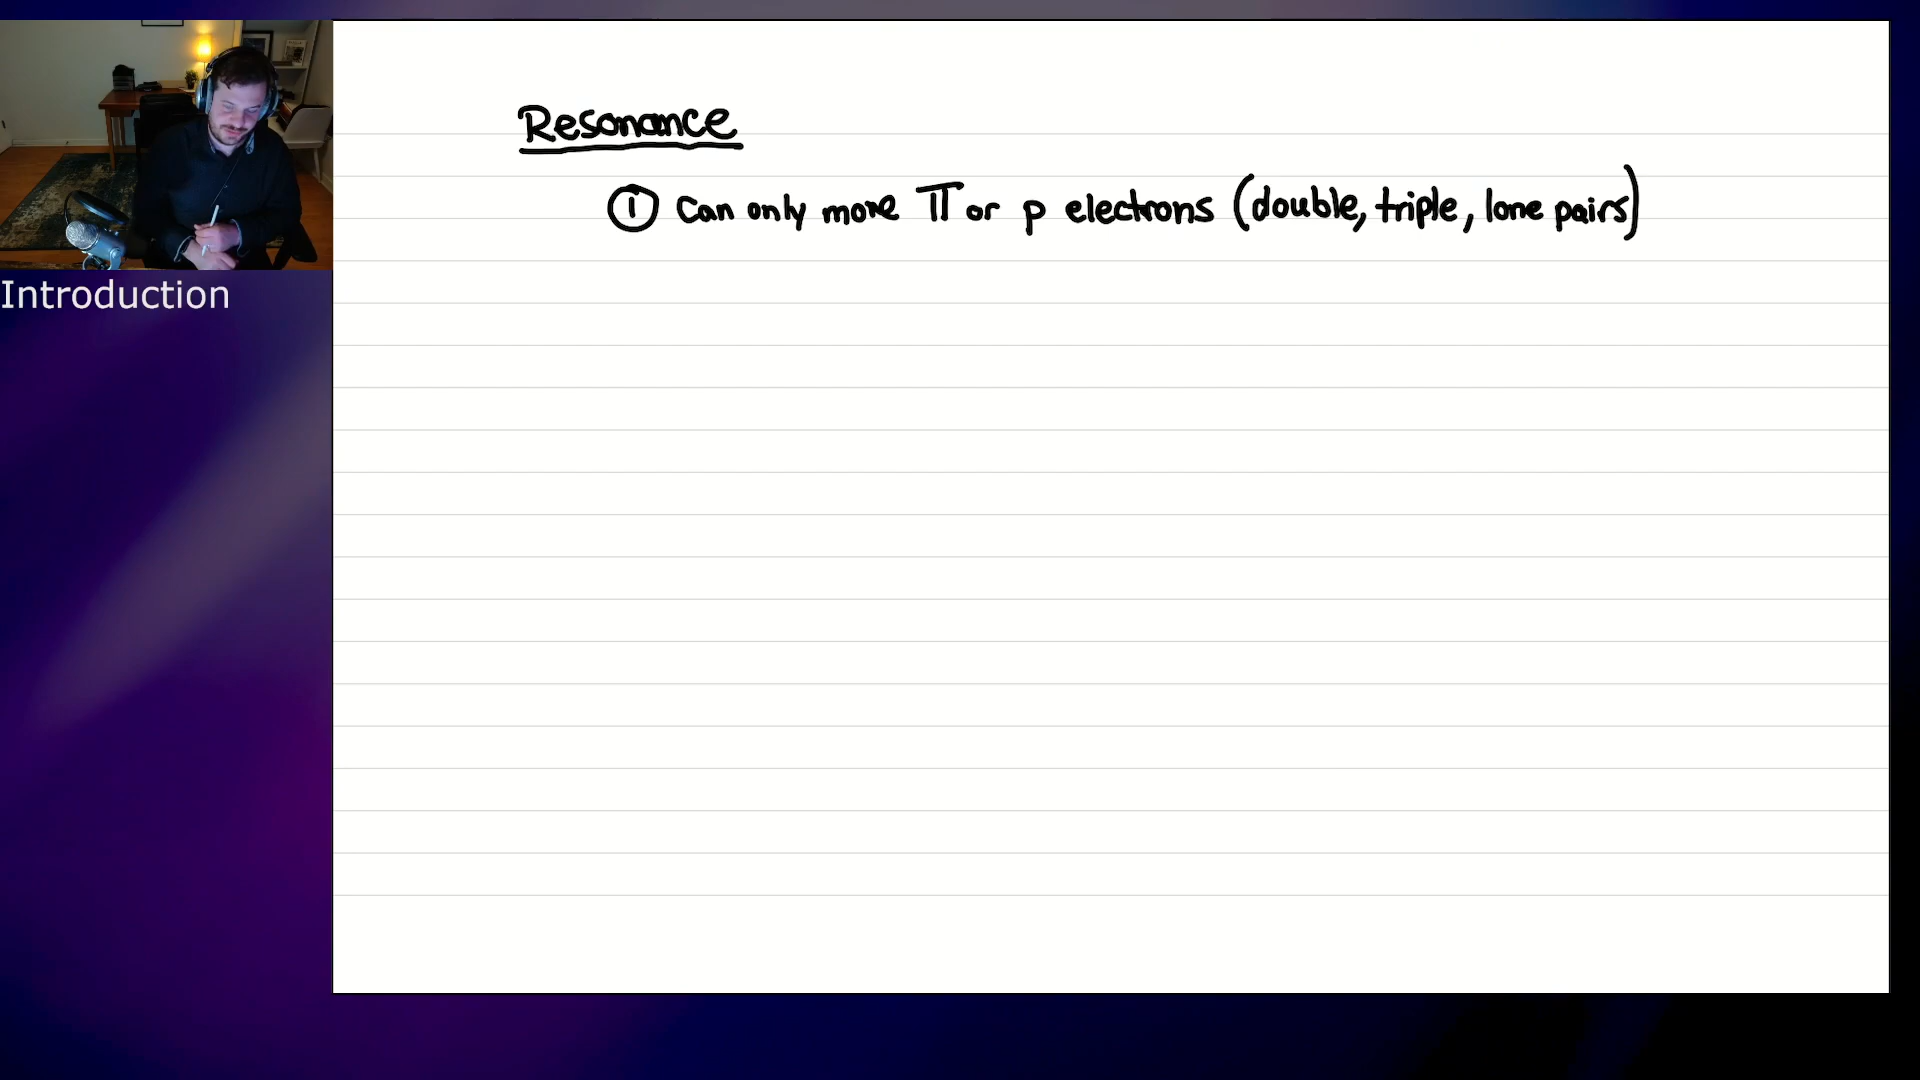 Resonance
① Can only move π or p electrons (double, triple, lone pairs)
Introduction